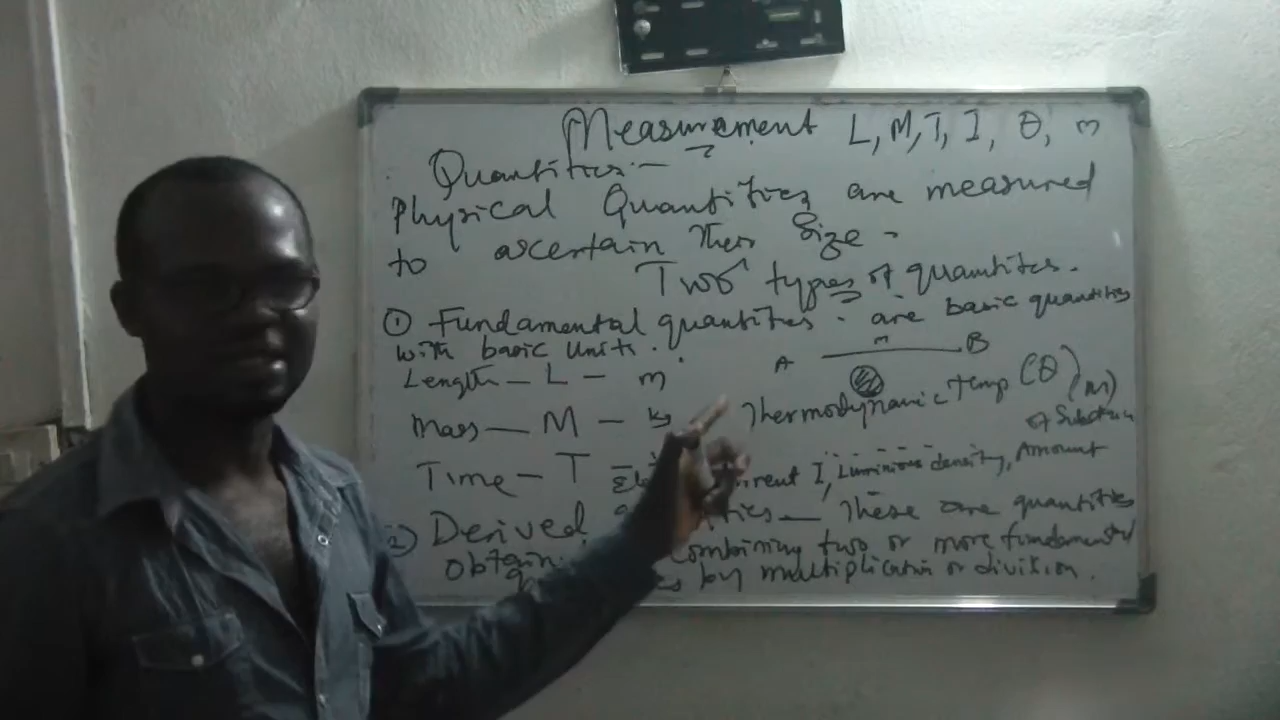 Measurement L, M, T, I, θ, m
Quantities:-
Physical Quantities are measured
to ascertain their Size -
Two types of quantites.
① Fundamental quantities. are basic quantities
with basic units.
A m B
Length - L - m
Thermodynamic Temp (θ) (m)
Mass - M - kg
of Substance
Time - T Current I, Luminious density, Amount
② Derived - These are quantities
combining two or more fundamental
by multiplication or division.